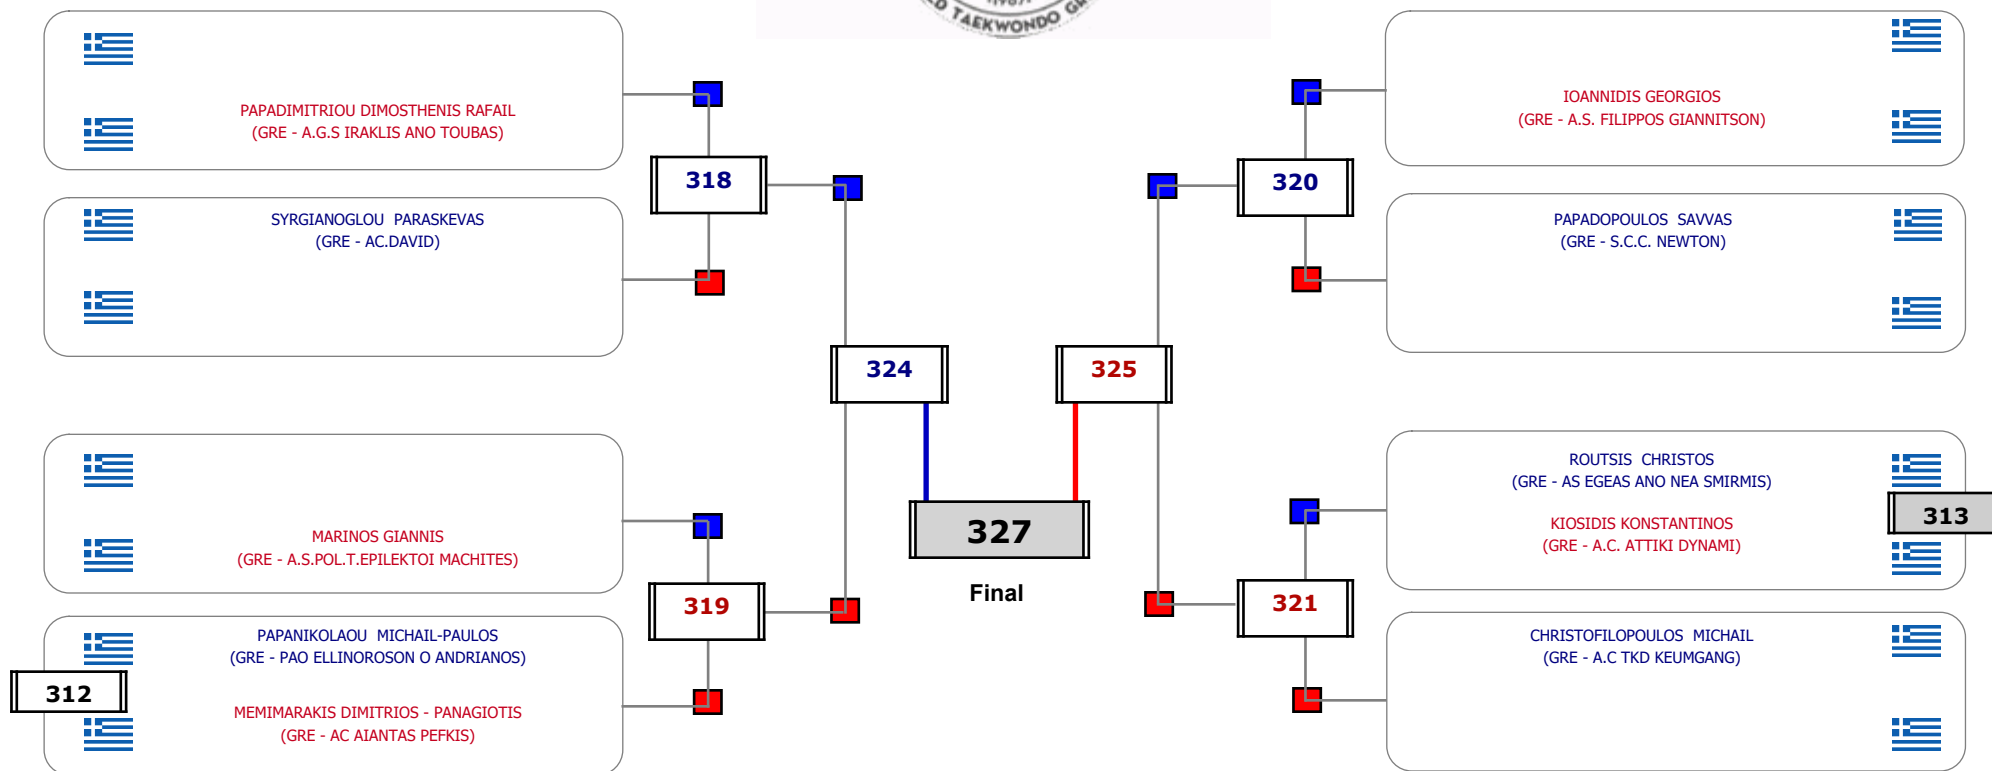 TAEKWONDO
PAPADIMITRIOU DIMOSTHENIS RAFAIL
(GRE - A.G.S IRAKLIS ANO TOUBAS)
SYRGIANOGLOU PARASKEVAS
(GRE - AC.DAVID)
318
MARINOS GIANNIS
(GRE - A.S.POL.T.EPILEKTOI MACHITES)
PAPANIKOLAOU MICHAIL-PAULOS
(GRE - PAO ELLINOROSON O ANDRIANOS)
312
MEMIMARAKIS DIMITRIOS - PANAGIOTIS
(GRE - AC AIANTAS PEFKIS)
319
324
327
Final
325
IOANNIDIS GEORGIOS
(GRE - A.S. FILIPPOS GIANNITSON)
320
PAPADOPOULOS SAVVAS
(GRE - S.C.C. NEWTON)
ROUTSIS CHRISTOS
(GRE - AS EGEAS ANO NEA SMIRMIS)
313
KIOSIDIS KONSTANTINOS
(GRE - A.C. ATTIKI DYNAMI)
321
CHRISTOFILOPOULOS MICHAIL
(GRE - A.C TKD KEUMGANG)